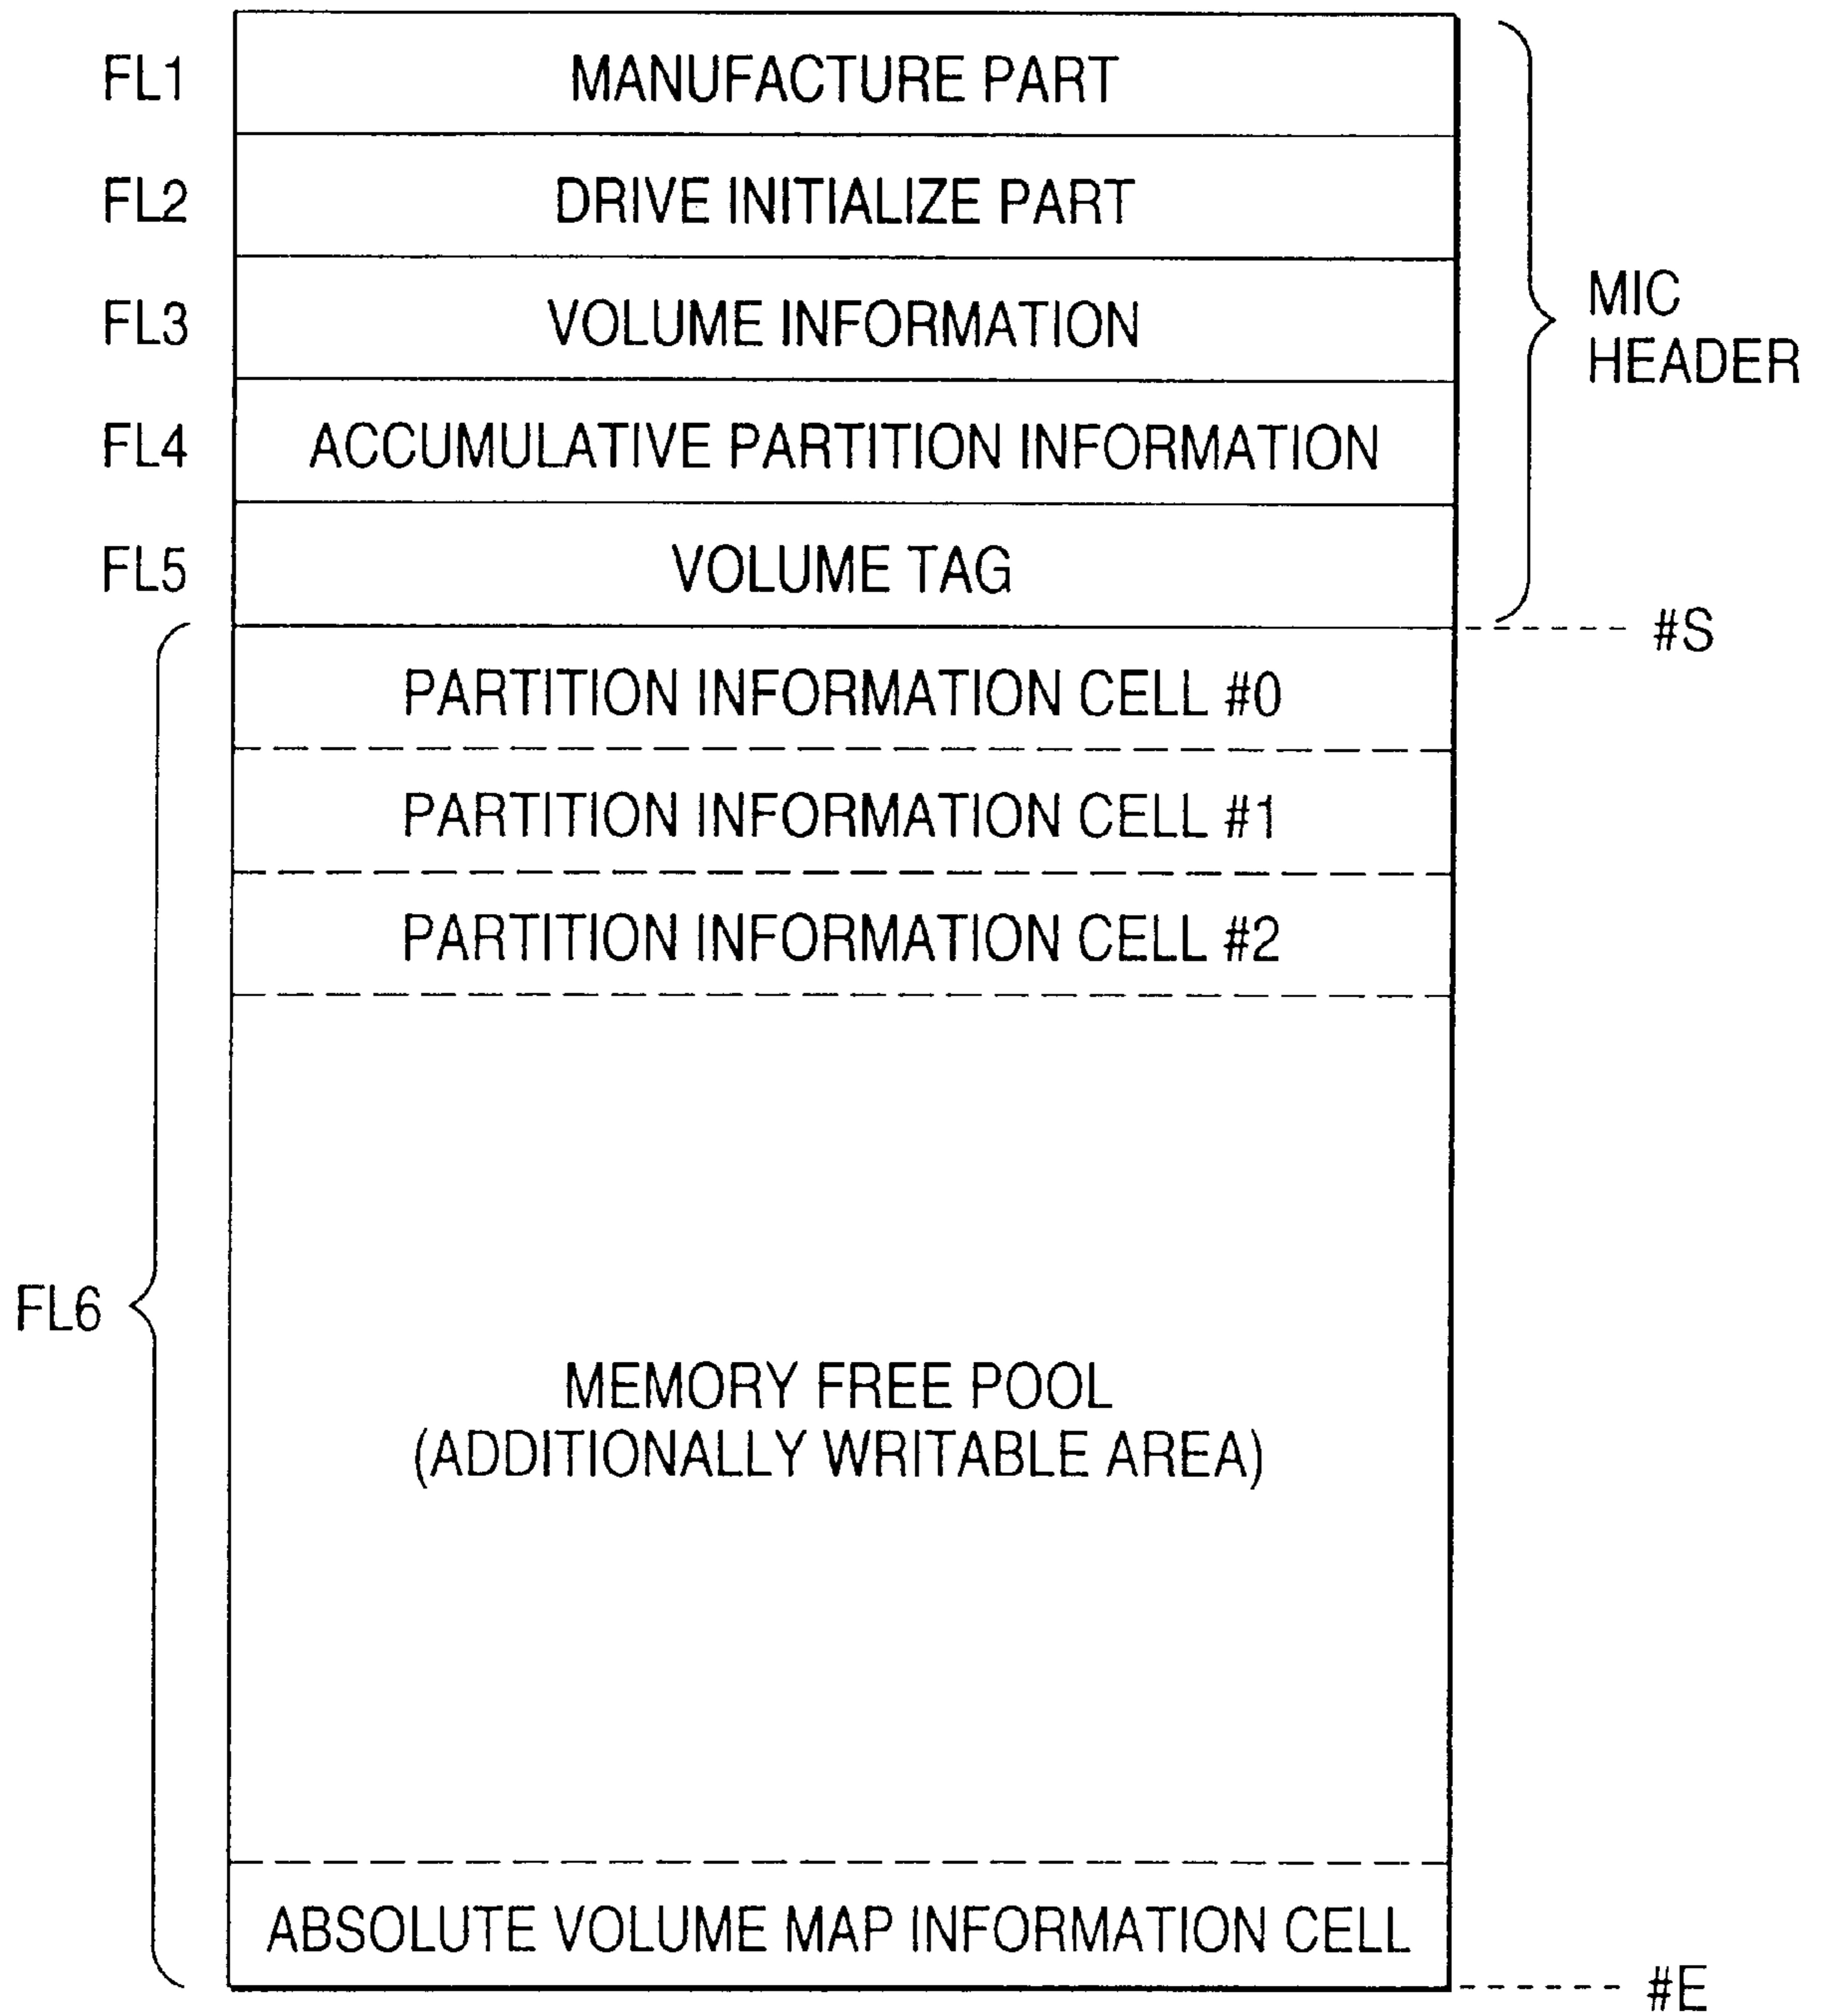 FL1 MANUFACTURE PART
FL2 DRIVE INITIALIZE PART
FL3 VOLUME INFORMATION
MIC
HEADER
FL4 ACCUMULATIVE PARTITION INFORMATION
FL5 VOLUME TAG
#S
PARTITION INFORMATION CELL #0
PARTITION INFORMATION CELL #1
PARTITION INFORMATION CELL #2
FL6
MEMORY FREE POOL
(ADDITIONALLY WRITABLE AREA)
ABSOLUTE VOLUME MAP INFORMATION CELL
#E